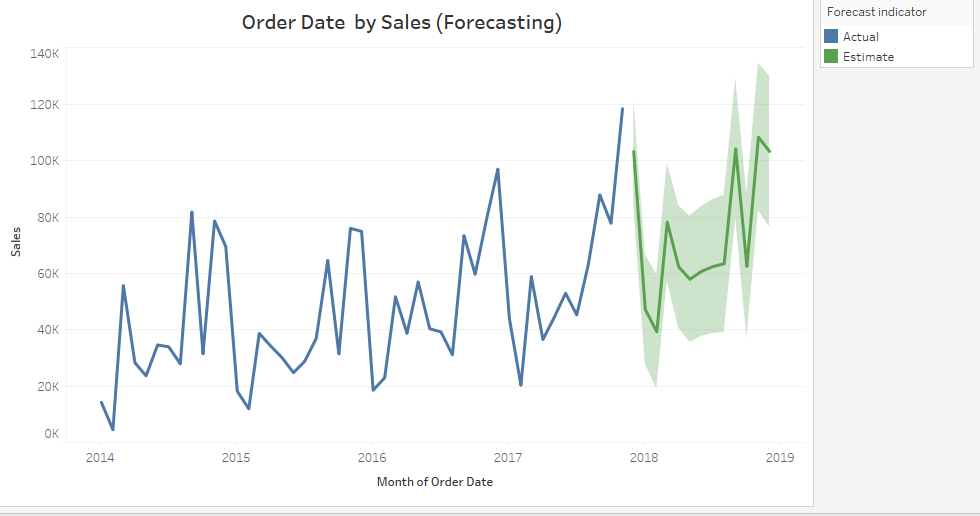 Order Date  by Sales (Forecasting)
Forecast indicator
Actual
Estimate
140K
120K
100K
80K
60K
40K
20K
0K
Sales
2014 2015 2016 2017 2018 2019
Month of Order Date